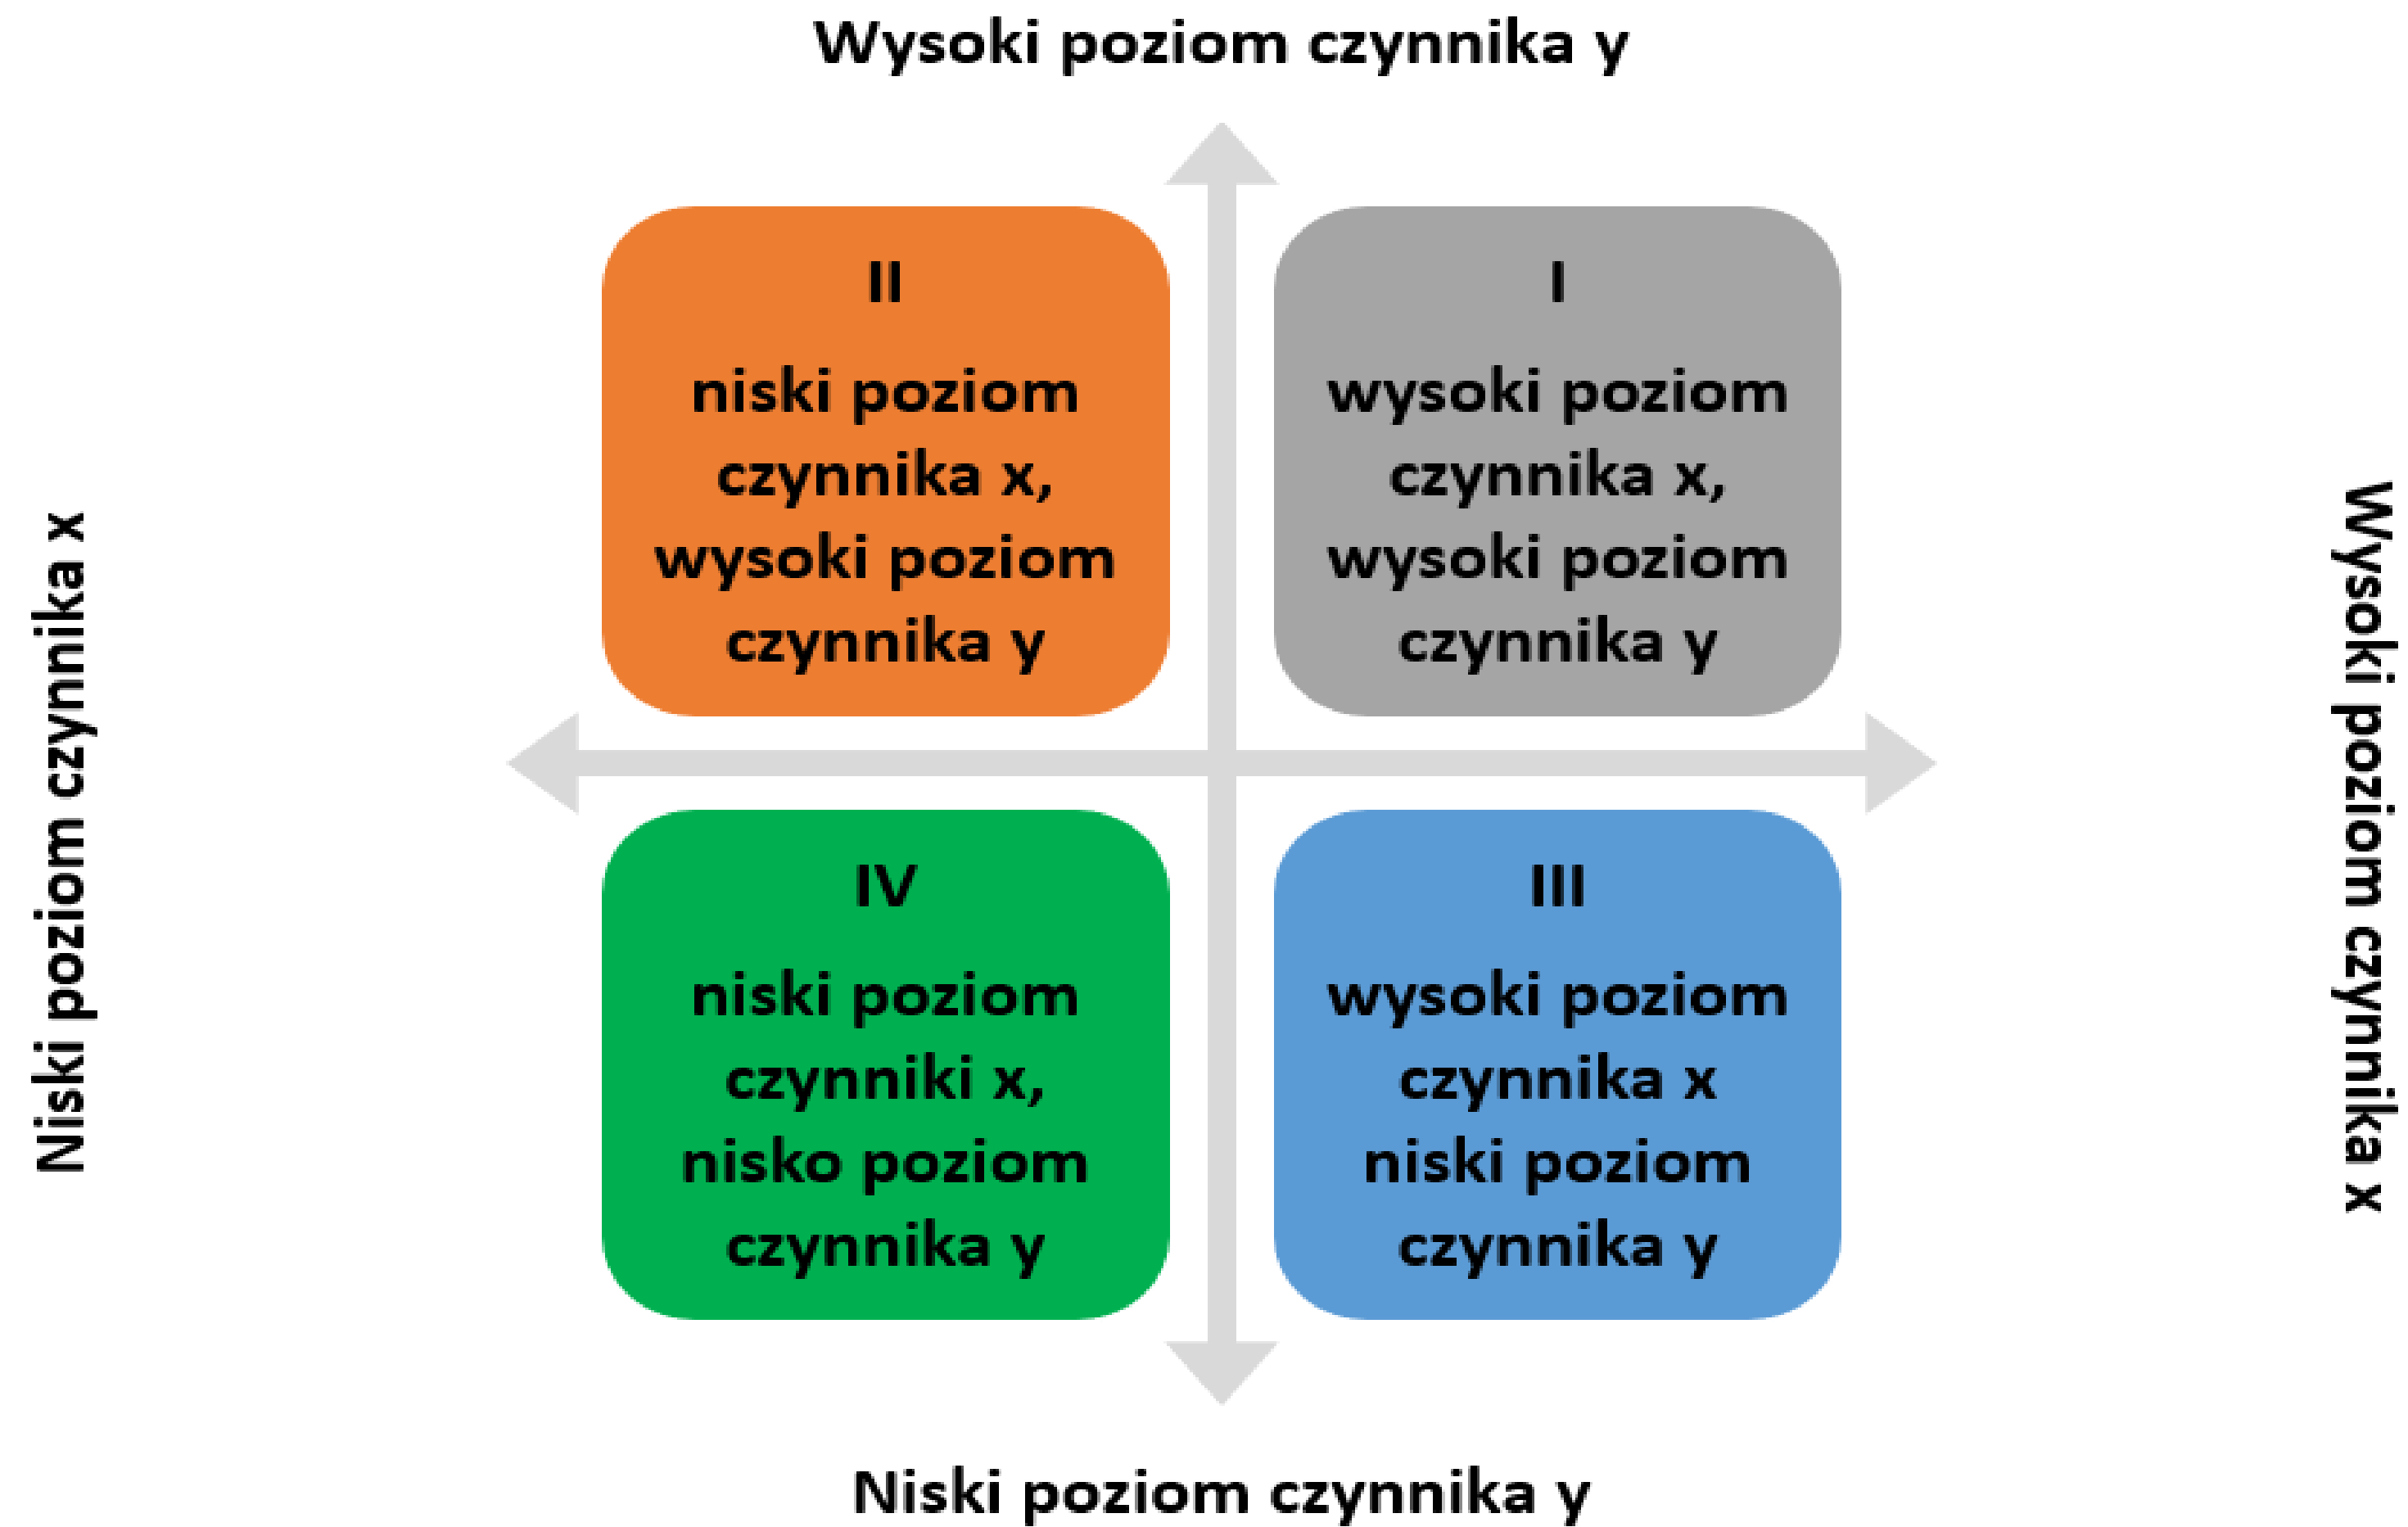 Wysoki poziom czynnika y
II
niski poziom
czynnika x,
wysoki poziom
czynnika y
I
wysoki poziom
czynnika x,
wysoki poziom
czynnika y
Niski poziom czynnika x
Wysoki poziom czynnika x
IV
niski poziom
czynniki x,
nisko poziom
czynnika y
III
wysoki poziom
czynnika x
niski poziom
czynnika y
Niski poziom czynnika y